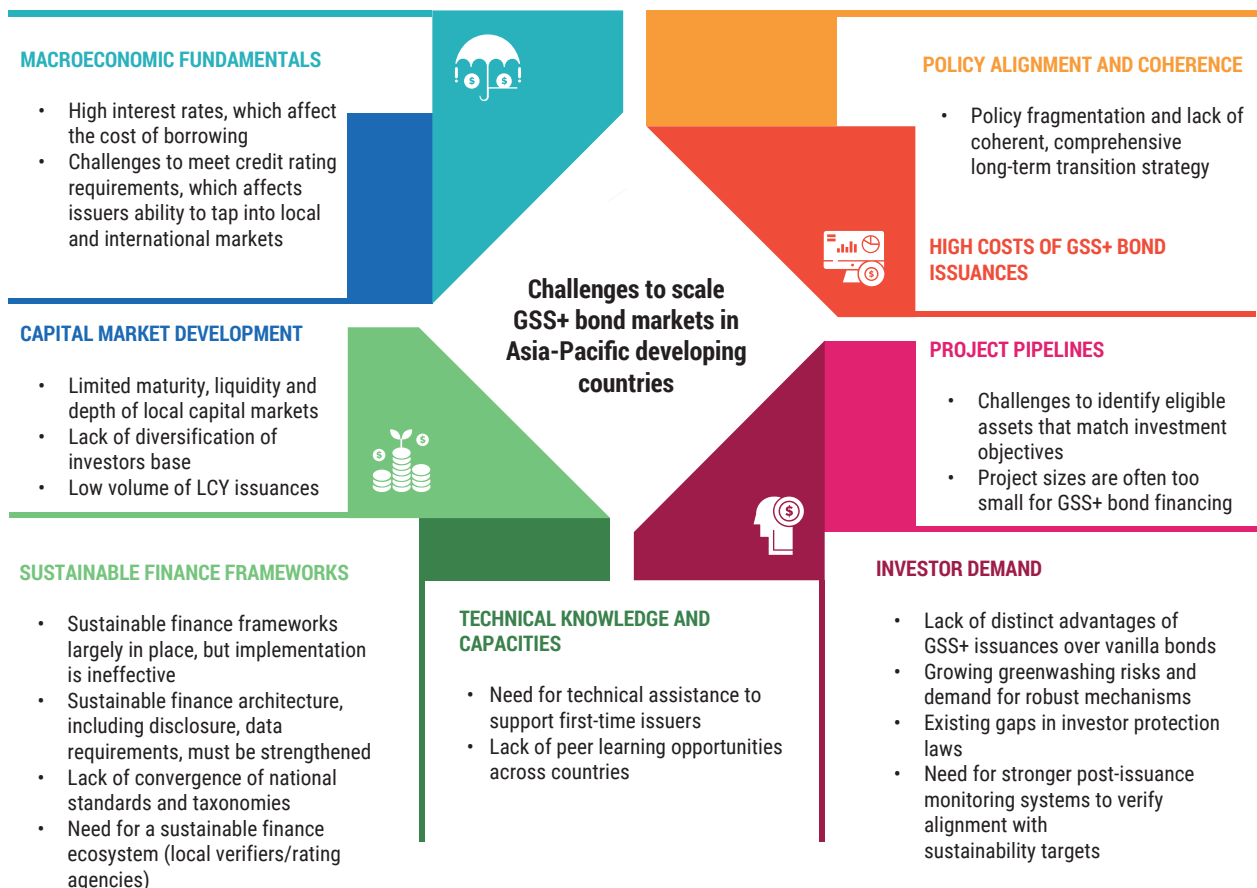 MACROECONOMIC FUNDAMENTALS
• High interest rates, which affect
the cost of borrowing
• Challenges to meet credit rating
requirements, which affects
issuers ability to tap into local
and international markets
CAPITAL MARKET DEVELOPMENT
• Limited maturity, liquidity and
depth of local capital markets
• Lack of diversification of
investors base
• Low volume of LCY issuances
SUSTAINABLE FINANCE FRAMEWORKS
• Sustainable finance frameworks
largely in place, but implementation
is ineffective
• Sustainable finance architecture,
including disclosure, data
requirements, must be strengthened
• Lack of convergence of national
standards and taxonomies
• Need for a sustainable finance
ecosystem (local verifiers/rating
agencies)
Challenges to scale
GSS+ bond markets in
Asia-Pacific developing
countries
TECHNICAL KNOWLEDGE AND
CAPACITIES
• Need for technical assistance to
support first-time issuers
• Lack of peer learning opportunities
across countries
POLICY ALIGNMENT AND COHERENCE
• Policy fragmentation and lack of
coherent, comprehensive
long-term transition strategy
HIGH COSTS OF GSS+ BOND
ISSUANCES
PROJECT PIPELINES
• Challenges to identify eligible
assets that match investment
objectives
• Project sizes are often too
small for GSS+ bond financing
INVESTOR DEMAND
• Lack of distinct advantages of
GSS+ issuances over vanilla bonds
• Growing greenwashing risks and
demand for robust mechanisms
• Existing gaps in investor protection
laws
• Need for stronger post-issuance
monitoring systems to verify
alignment with
sustainability targets